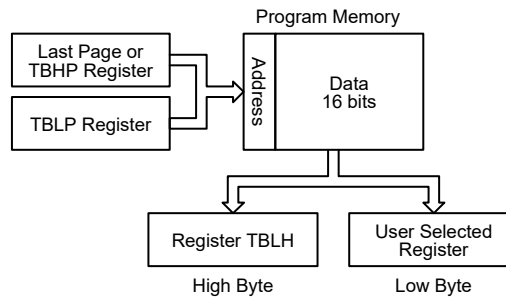 Program Memory
Last Page or
TBHP Register
TBLP Register
Address
Data
16 bits
Register TBLH
User Selected
Register
High Byte
Low Byte